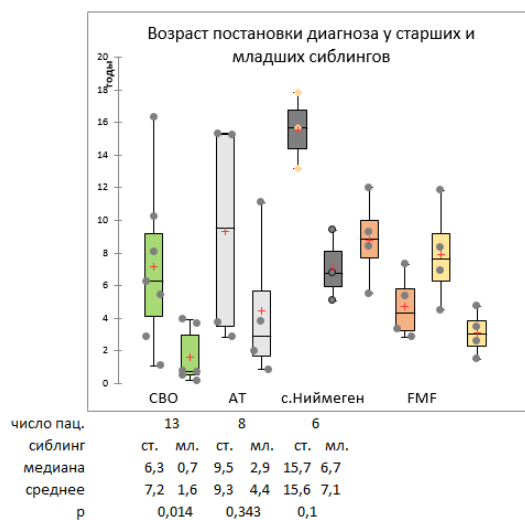 Возраст постановки диагноза у старших и
младших сиблингов
годы
20
18
16
14
12
10
8
6
4
2
0
СВО АТ с.Ниймеген FMF
число пац. 13 8 6
сиблинг ст. мл. ст. мл. ст. мл.
медиана 6,3 0,7 9,5 2,9 15,7 6,7
среднее 7,2 1,6 9,3 4,4 15,6 7,1
р 0,014 0,343 0,1